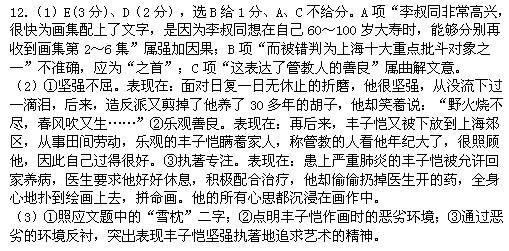 12.（1）E(3分)、D（2分），选B给1分、A、C不给分。A项“李叔同非常高兴，
很快为画集配上了文字，是因为李叔同想在自己60～100岁大寿时，能够分别再
收到画集第2～6集”属强加因果；B项“而被错判为上海十大重点批斗对象之
一”不准确，应为“之首”；C项“这表达了管教人的善良”属曲解文意。
（2）①坚强不屈。表现在：面对日复一日无休止的折磨，他很坚强，从没流下过
一滴泪，后来，造反派又剪掉了他养了30多年的胡子，他却笑着说：“野火烧不
尽，春风吹又生……”②乐观善良。表现在：再后来，丰子恺又被下放到上海郊
区，从事田间劳动，乐观的丰子恺瞒着家人，称管教的人看他年纪大了，很照顾
他，因此自己过得很好。③执著专注。表现在：患上严重肺炎的丰子恺被允许回
家养病，医生要求他好好休息，积极配合治疗，他却偷偷扔掉医生开的药，全身
心地扑到绘画上去，拼命画。他的所有心思都沉浸在画作中。
（3）①照应文题中的“雪枕”二字；②点明丰子恺作画时的恶劣环境；③通过恶
劣的环境反衬，突出表现丰子恺坚强执著地追求艺术的精神。